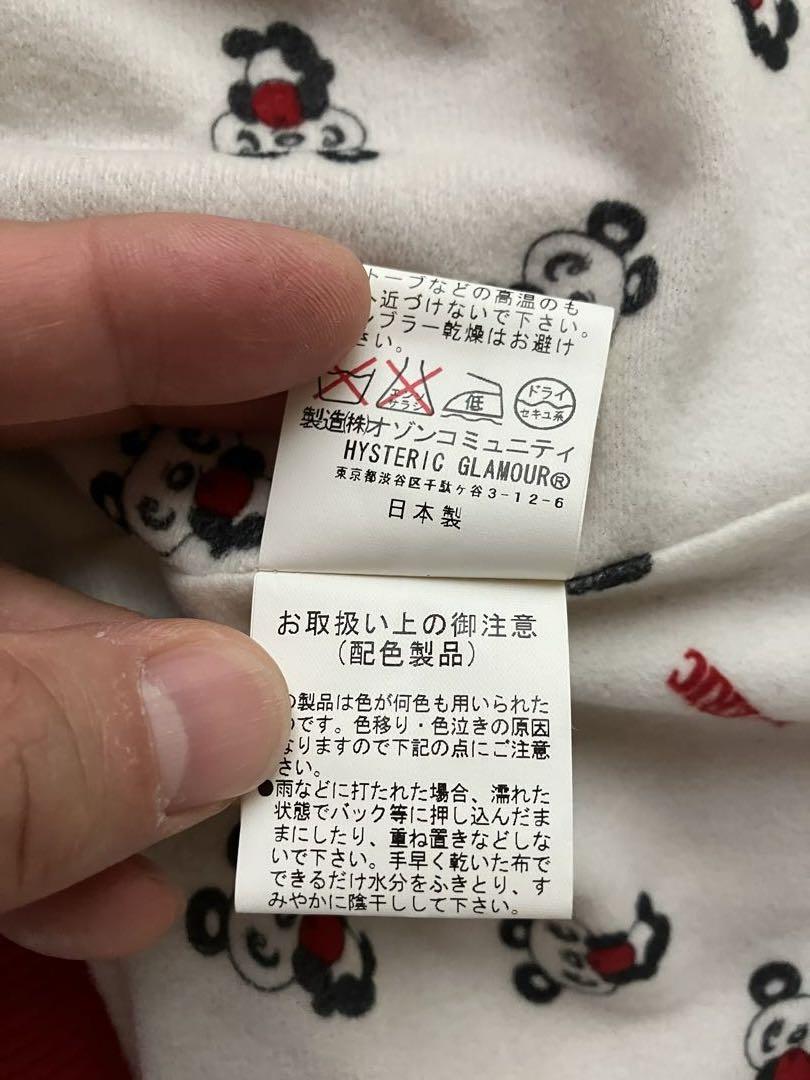 トーブなどの高温のも
近づけないで下さい。
ンブラー乾燥はお避け
さい。
エンソ
サラシ
低
ドライ
セキユ系
製造(株)オゾンコミュニティ
HYSTERIC GLAMOUR®
東京都渋谷区千駄ヶ谷3-12-6
日本製
お取扱い上の御注意
(配色製品)
の製品は色が何色も用いられた
のです。色移り・色泣きの原因
なりますので下記の点にご注意
さい。
●雨などに打たれた場合、濡れた
状態でバック等に押し込んだま
まにしたり、重ね置きなどしな
いで下さい。手早く乾いた布で
できるだけ水分をふきとり、す
みやかに陰干しして下さい。